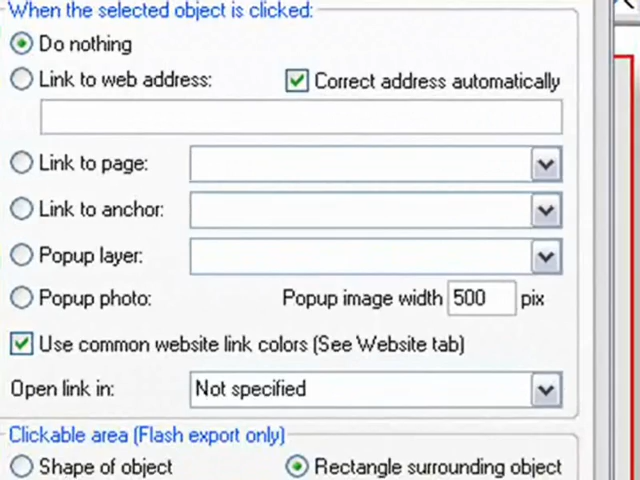 When the selected object is clicked:
Do nothing
Link to web address: Correct address automatically
Link to page:
Link to anchor:
Popup layer:
Popup photo: Popup image width 500 pix
Use common website link colors (See Website tab)
Open link in: Not specified
Clickable area (Flash export only)
Shape of object Rectangle surrounding object